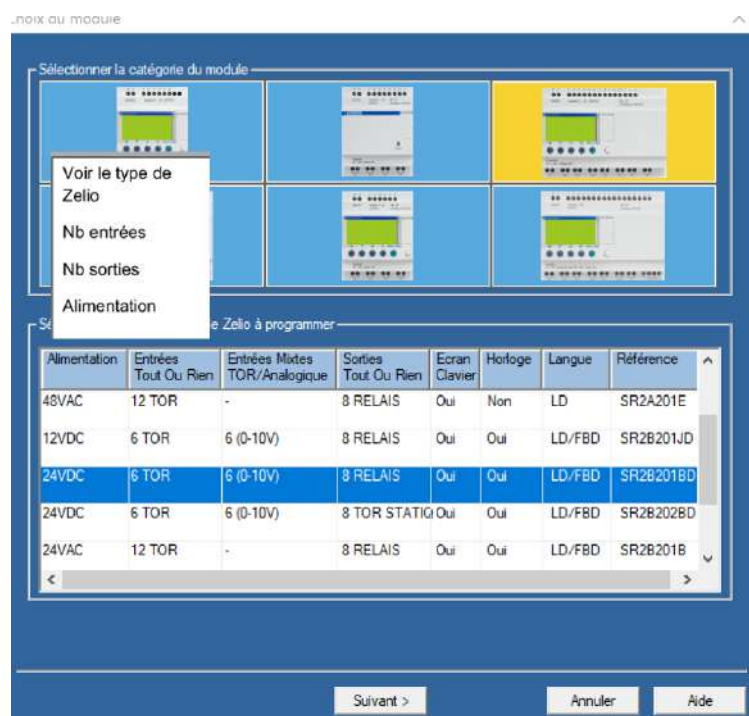 Choix du module
Sélectionner la catégorie du module
Voir le type de
Zelio
Nb entrées
Nb sorties
Alimentation
Zelio à programmer
Alimentation Entrées Tout Ou Rien Entrées Mixtes TOR/Analogique Sorties Tout Ou Rien Ecran Clavier Horloge Langue Référence
48VAC 12 TOR - 8 RELAIS Oui Non LD SR2A201E
12VDC 6 TOR 6 (0-10V) 8 RELAIS Oui Oui LD/FBD SR2B201JD
24VDC 6 TOR 6 (0-10V) 8 RELAIS Oui Oui LD/FBD SR2B201BD
24VDC 6 TOR 6 (0-10V) 8 TOR STATIQ Oui Oui LD/FBD SR2B202BD
24VAC 12 TOR - 8 RELAIS Oui Oui LD/FBD SR2B201B
Suivant > Annuler Aide